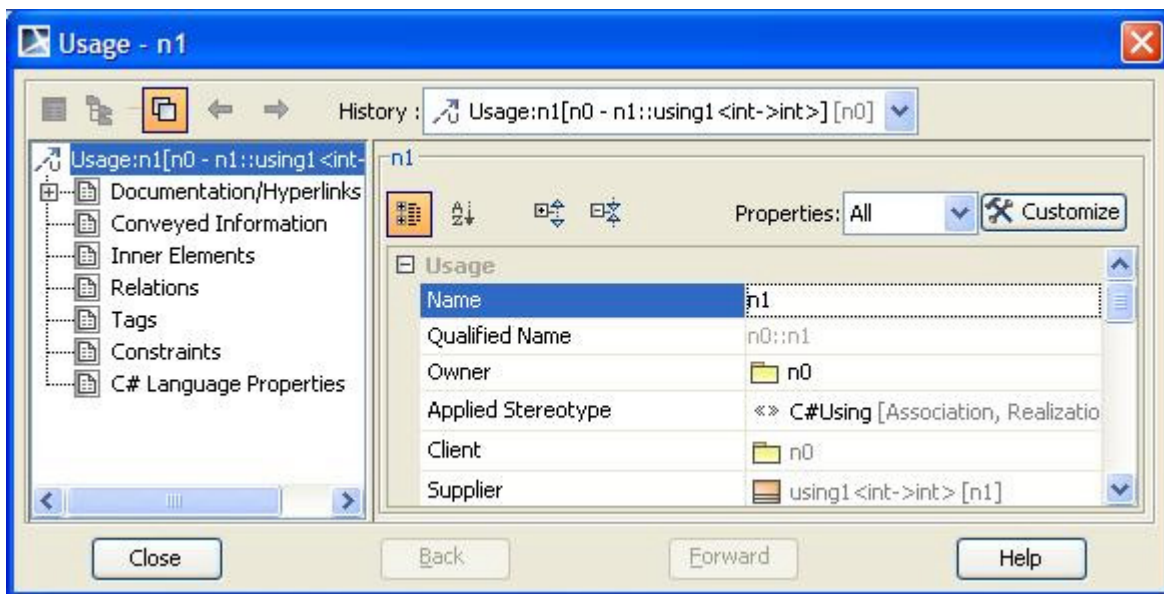 Usage - n1
History : Usage:n1[n0 - n1::using1<int->int>] [n0]
Usage:n1[n0 - n1::using1<int-
Documentation/Hyperlinks
Conveyed Information
Inner Elements
Relations
Tags
Constraints
C# Language Properties
n1
Properties: All Customize
Usage
Name n1
Qualified Name n0::n1
Owner n0
Applied Stereotype «» C#Using [Association, Realizatio
Client n0
Supplier using1<int->int> [n1]
Close Back Forward Help